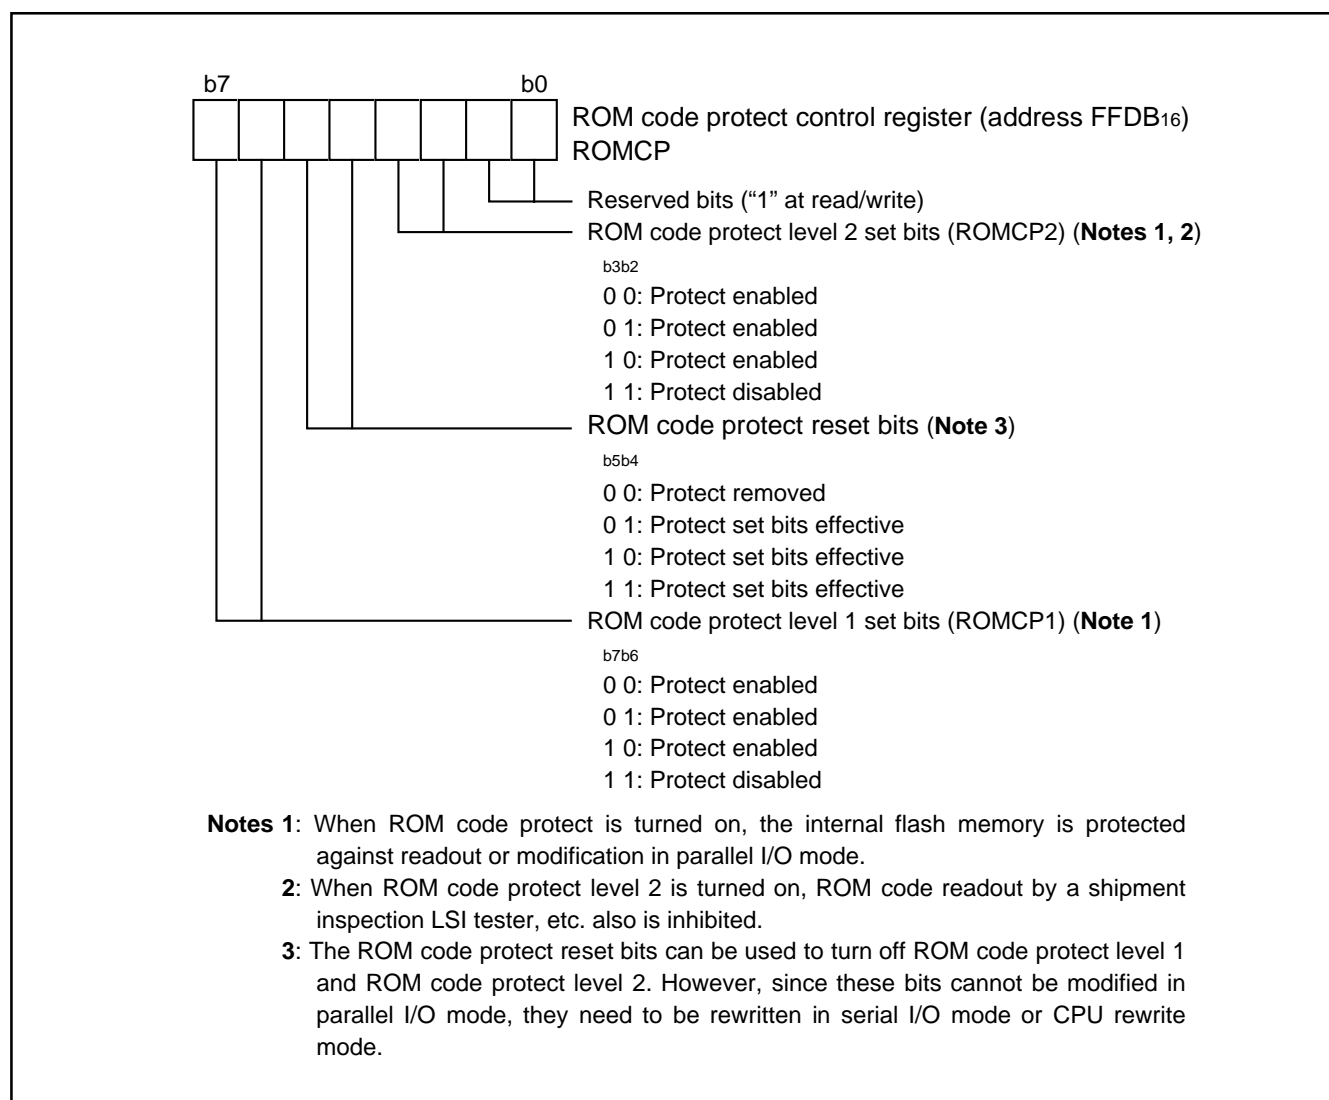 b7 b0
ROM code protect control register (address FFDB16)
ROMCP
Reserved bits (“1” at read/write)
ROM code protect level 2 set bits (ROMCP2) (Notes 1, 2)
b3b2
0 0: Protect enabled
0 1: Protect enabled
1 0: Protect enabled
1 1: Protect disabled
ROM code protect reset bits (Note 3)
b5b4
0 0: Protect removed
0 1: Protect set bits effective
1 0: Protect set bits effective
1 1: Protect set bits effective
ROM code protect level 1 set bits (ROMCP1) (Note 1)
b7b6
0 0: Protect enabled
0 1: Protect enabled
1 0: Protect enabled
1 1: Protect disabled
Notes 1: When ROM code protect is turned on, the internal flash memory is protected
against readout or modification in parallel I/O mode.
2: When ROM code protect level 2 is turned on, ROM code readout by a shipment
inspection LSI tester, etc. also is inhibited.
3: The ROM code protect reset bits can be used to turn off ROM code protect level 1
and ROM code protect level 2. However, since these bits cannot be modified in
parallel I/O mode, they need to be rewritten in serial I/O mode or CPU rewrite
mode.